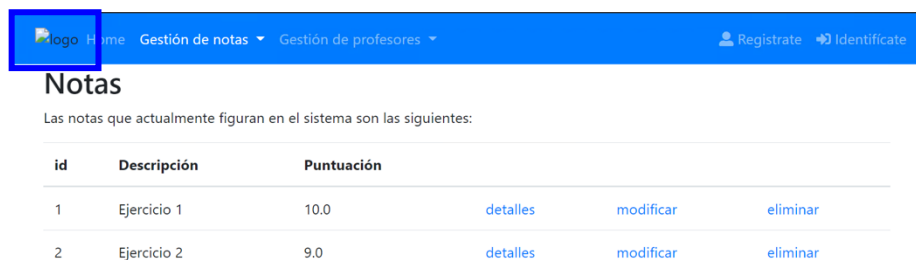 logo Home Gestión de notas Gestión de profesores Registrate Identifícate
Notas
Las notas que actualmente figuran en el sistema son las siguientes:
id Descripción Puntuación
1 Ejercicio 1 10.0 detalles modificar eliminar
2 Ejercicio 2 9.0 detalles modificar eliminar